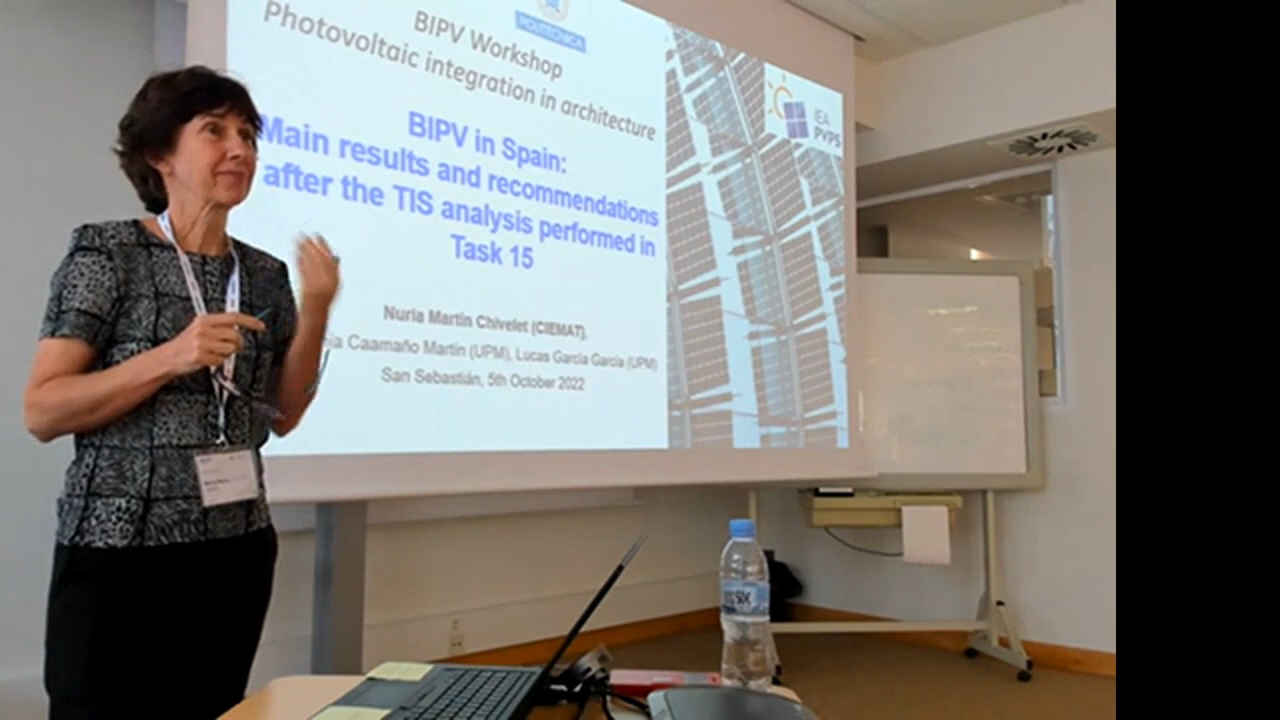 POLITÉCNICA
BIPV Workshop
Photovoltaic integration in architecture
IEA
PVPS
BIPV in Spain:
Main results and recommendations
after the TIS analysis performed in
Task 15
Nuria Martín Chivelet (CIEMAT),
Caamaño Martín (UPM), Lucas García García (UPM)
San Sebastián, 5th October 2022